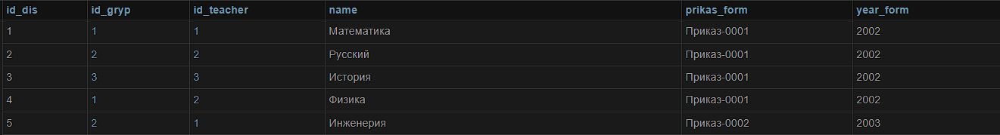 id_dis id_gryp id_teacher name prikas_form year_form
1 1 1 Математика Приказ-0001 2002
2 2 2 Русский Приказ-0001 2002
3 3 3 История Приказ-0001 2002
4 1 2 Физика Приказ-0001 2002
5 2 1 Инженерия Приказ-0002 2003